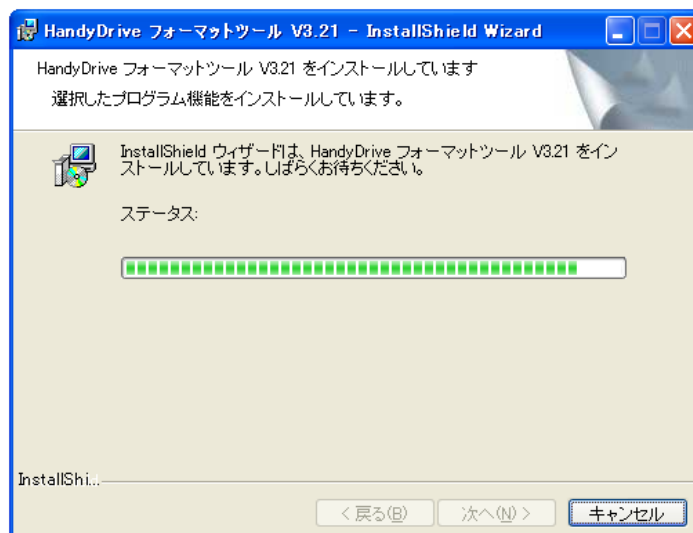 HandyDrive フォーマットツール V3.21 - InstallShield Wizard
HandyDrive フォーマットツール V3.21 をインストールしています
選択したプログラム機能をインストールしています。
InstallShield ウィザードは、HandyDrive フォーマットツール V3.21 をイン
ストールしています。しばらくお待ちください。
ステータス:
InstallShi...
< 戻る(B) 次へ(N) > キャンセル